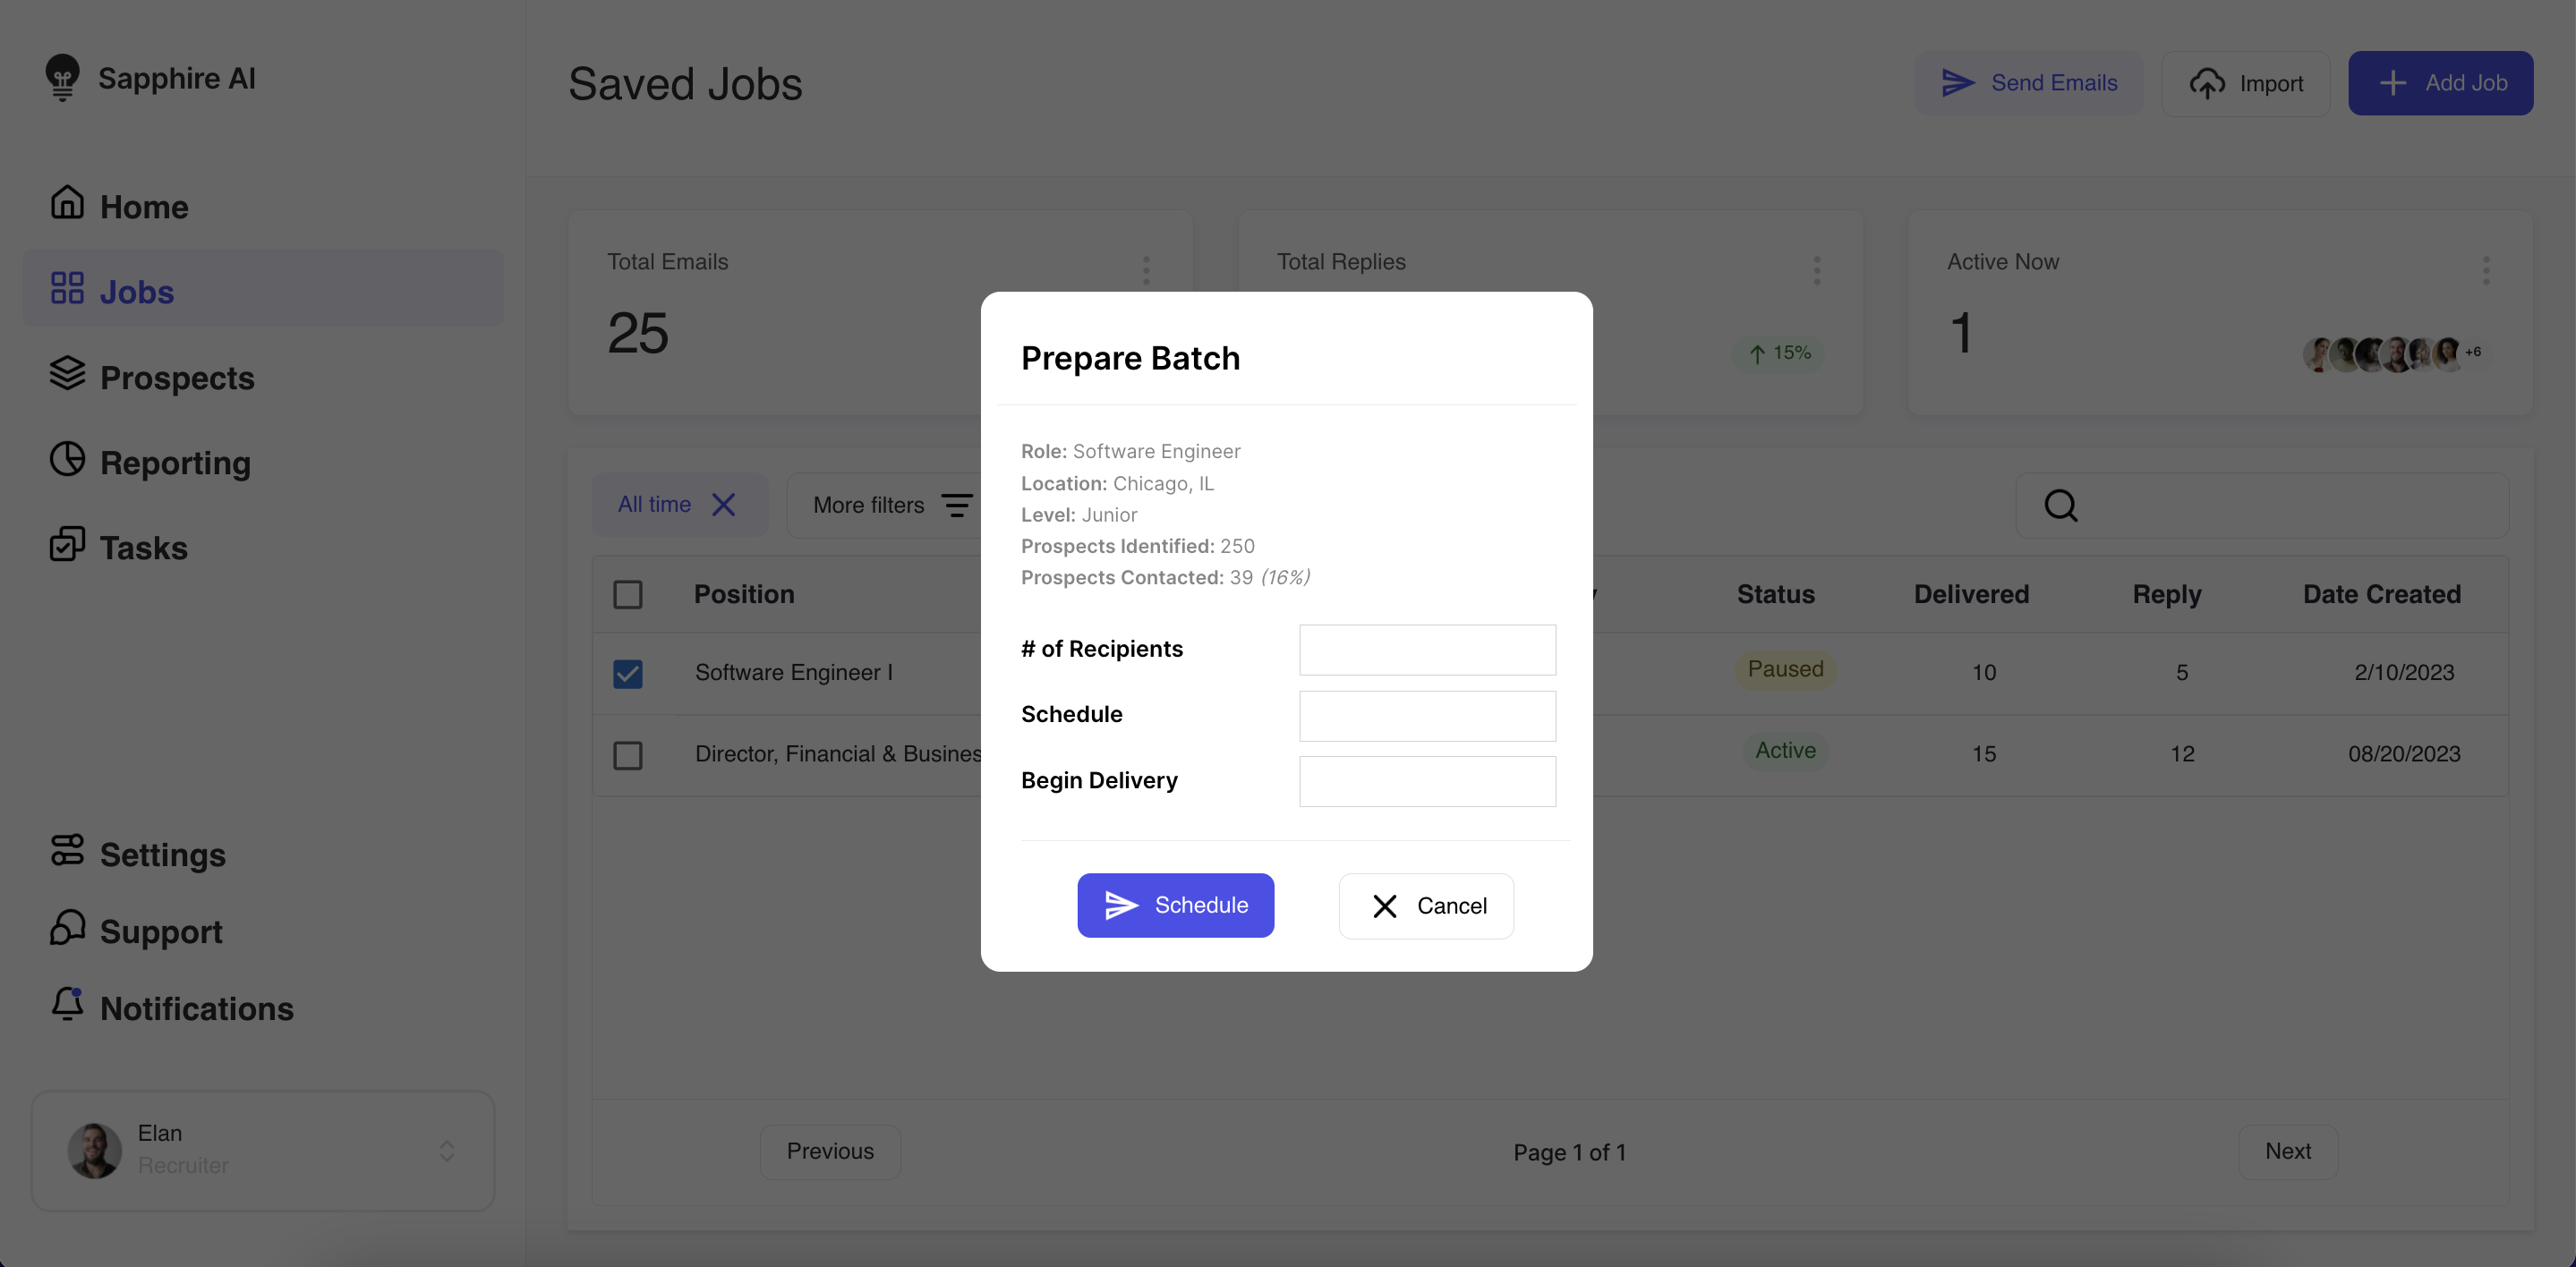 Sapphire AI
Home
Jobs
Prospects
Reporting
Tasks
Settings
Support
Notifications
Elan
Recruiter
Saved Jobs
Send Emails
Import
Add Job
Total Emails
25
Total Replies
15%
Active Now
1
+6
All time
More filters
Position
Status
Delivered
Reply
Date Created
Software Engineer I
Paused
10
5
2/10/2023
Director, Financial & Busines
Active
15
12
08/20/2023
Previous
Page 1 of 1
Next
Prepare Batch
Role: Software Engineer
Location: Chicago, IL
Level: Junior
Prospects Identified: 250
Prospects Contacted: 39 (16%)
# of Recipients
Schedule
Begin Delivery
Schedule
Cancel